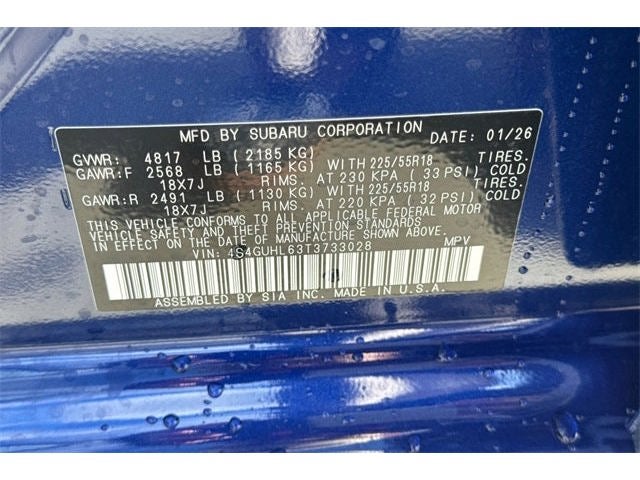 MFD BY SUBARU CORPORATION DATE: 01/26
GVWR: 4817 LB (2185 KG)
GAWR:F 2568 LB (1165 KG) WITH 225/55R18 TIRES.
18X7J RIMS. AT 230 KPA (33 PSI) COLD
GAWR:R 2491 LB (1130 KG) WITH 225/55R18 TIRES.
18X7J RIMS. AT 220 KPA (32 PSI) COLD
THIS VEHICLE CONFORMS TO ALL APPLICABLE FEDERAL MOTOR
VEHICLE SAFETY AND THEFT PREVENTION STANDARDS
IN EFFECT ON THE DATE OF MANUFACTURE SHOWN ABOVE.
VIN: 4S4GUHL63T3733028 MPV
ASSEMBLED BY SIA INC. MADE IN U.S.A.